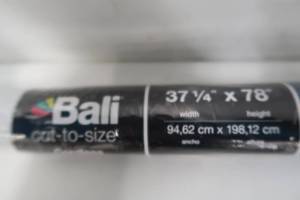 Bali
cut-to-size
37 ¼" x 78"
width height
94,62 cm x 198,12 cm
ancho